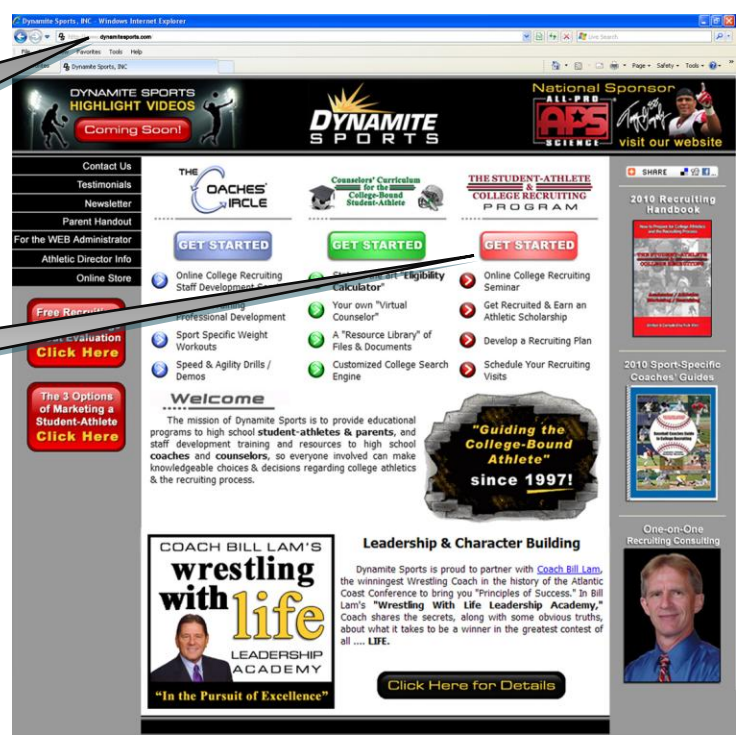 Dynamite Sports, INC - Windows Internet Explorer
dynamitesports.com
Live Search
Favorites Tools Help
Dynamite Sports, INC
Page Safety Tools
DYNAMITE SPORTS
HIGHLIGHT VIDEOS
Coming Soon!
DYNAMITE
SPORTS
National Sponsor
ALL-PRO
APS
SCIENCE
visit our website
Contact Us
Testimonials
Newsletter
Parent Handout
For the WEB Administrator
Athletic Director Info
Online Store
Free
Evaluation
Click Here
The 3 Options
of Marketing a
Student-Athlete
Click Here
THE
COACHES'
CIRCLE
GET STARTED
Online College Recruiting
Staff Development
Professional Development
Sport Specific Weight
Workouts
Speed & Agility Drills /
Demos
Counselors' Curriculum
for the
College-Bound
Student-Athlete
GET STARTED
art "Eligibility
Calculator"
Your own "Virtual
Counselor"
A "Resource Library" of
Files & Documents
Customized College Search
Engine
THE STUDENT-ATHLETE
&
COLLEGE RECRUITING
PROGRAM
GET STARTED
Online College Recruiting
Seminar
Get Recruited & Earn an
Athletic Scholarship
Develop a Recruiting Plan
Schedule Your Recruiting
Visits
Welcome
The mission of Dynamite Sports is to provide educational
programs to high school student-athletes & parents, and
staff development training and resources to high school
coaches and counselors, so everyone involved can make
knowledgeable choices & decisions regarding college athletics
& the recruiting process.
"Guiding the
College-Bound
Athlete"
since 1997!
COACH BILL LAM'S
wrestling
with life
LEADERSHIP
ACADEMY
"In the Pursuit of Excellence"
Leadership & Character Building
Dynamite Sports is proud to partner with Coach Bill Lam,
the winningest Wrestling Coach in the history of the Atlantic
Coast Conference to bring you "Principles of Success." In Bill
Lam's "Wrestling With Life Leadership Academy,"
Coach shares the secrets, along with some obvious truths,
about what it takes to be a winner in the greatest contest of
all .... LIFE.
Click Here for Details
SHARE
2010 Recruiting
Handbook
2010 Sport-Specific
Coaches' Guides
One-on-One
Recruiting Consulting